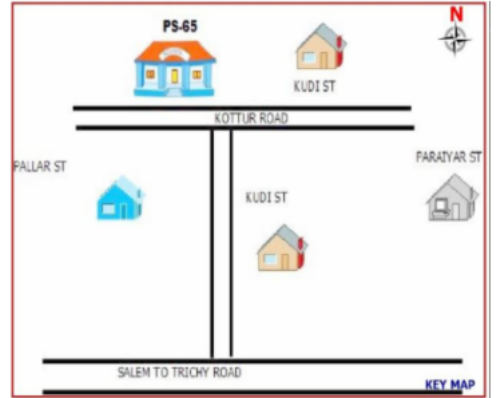 N
PS-65
KUDI ST
KOTTUR ROAD
PALLAR ST
PARAIYAR ST
KUDI ST
SALEM TO TRICHY ROAD
KEY MAP